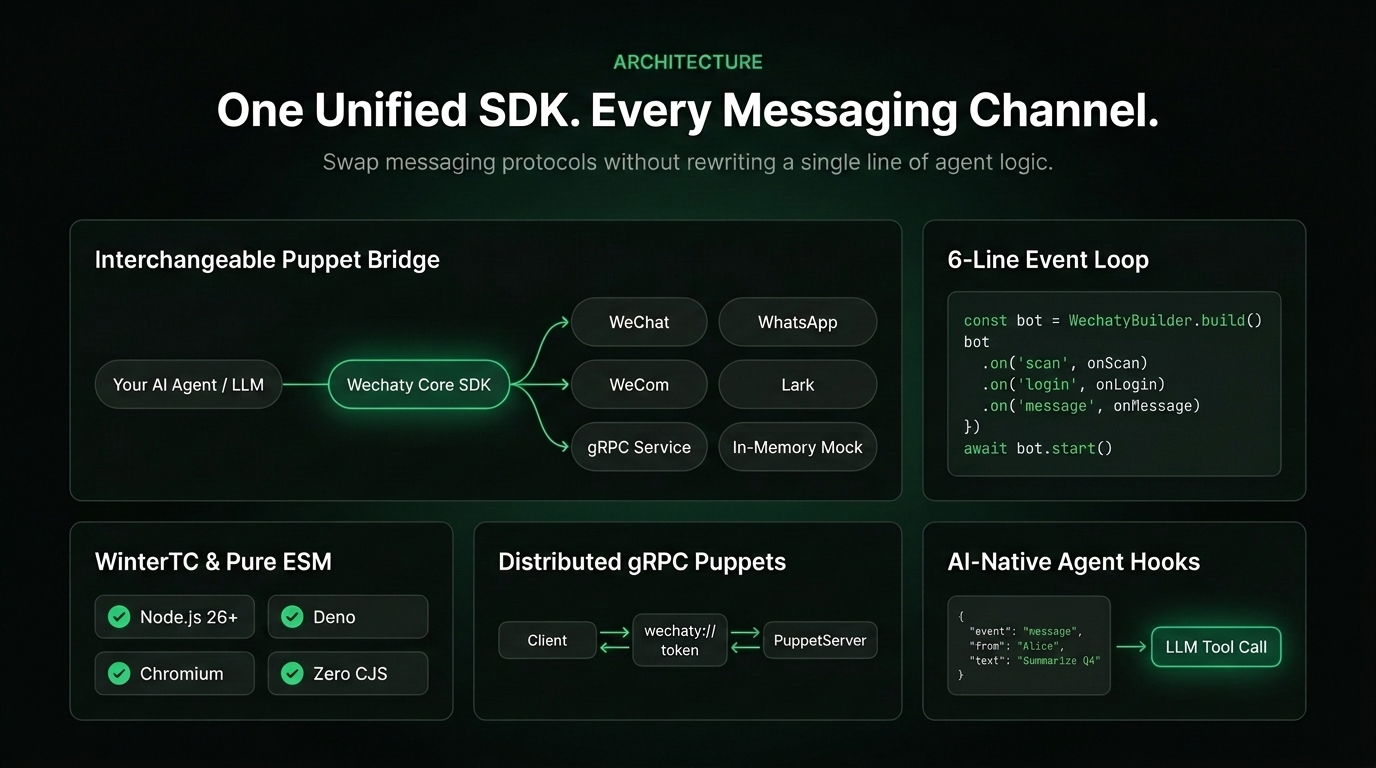 ARCHITECTURE
One Unified SDK. Every Messaging Channel.
Swap messaging protocols without rewriting a single line of agent logic.
Interchangeable Puppet Bridge
Your AI Agent / LLM
Wechaty Core SDK
WeChat
WhatsApp
WeCom
Lark
gRPC Service
In-Memory Mock
6-Line Event Loop
const bot = WechatyBuilder.build()
bot
  .on('scan', onScan)
  .on('login', onLogin)
  .on('message', onMessage)
})
await bot.start()
WinterTC & Pure ESM
Node.js 26+
Deno
Chromium
Zero CJS
Distributed gRPC Puppets
Client
wechaty://
token
PuppetServer
AI-Native Agent Hooks
{
  "event": "message",
  "from": "Alice",
  "text": "Summar1ze Q4"
}
LLM Tool Call